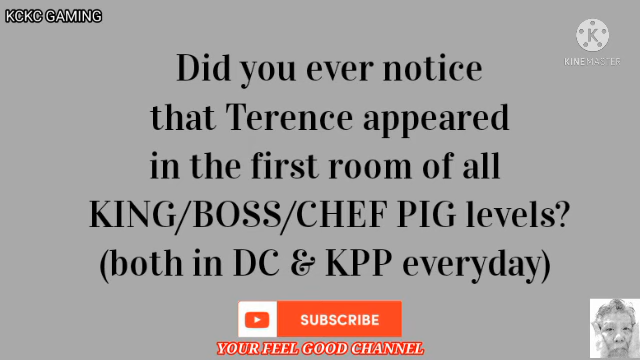 KCKC GAMING
KINEMASTER
Did you ever notice
that Terence appeared
in the first room of all
KING/BOSS/CHEF PIG levels?
(both in DC & KPP everyday)
SUBSCRIBE
YOUR FEEL GOOD CHANNEL